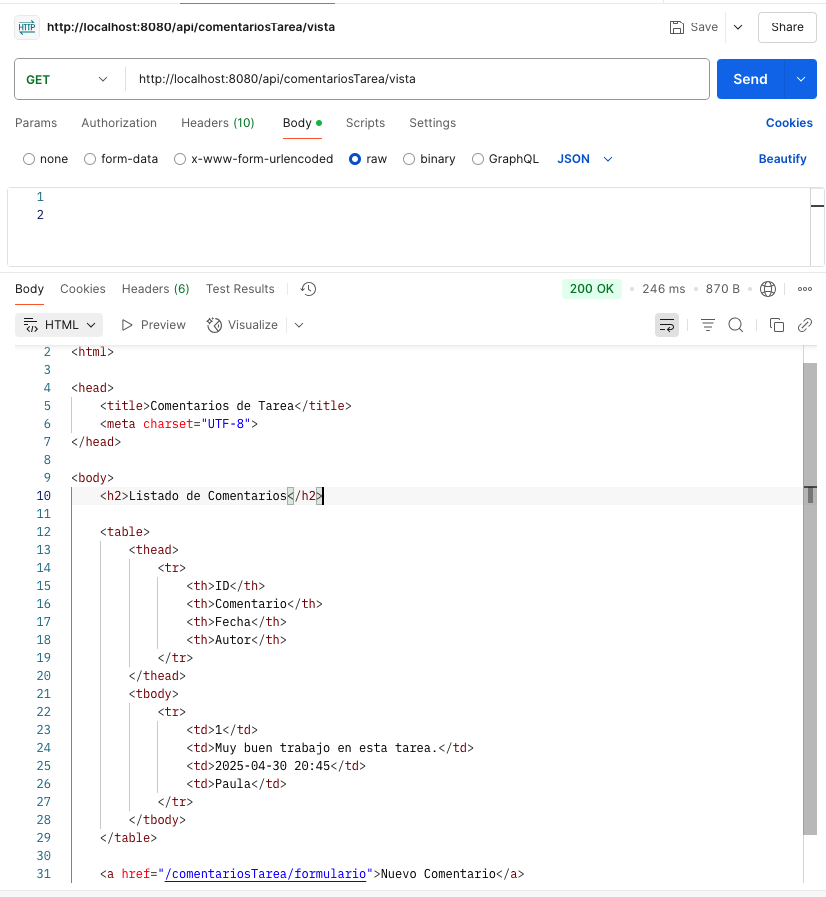 HTTP http://localhost:8080/api/comentariosTarea/vista Save Share
GET http://localhost:8080/api/comentariosTarea/vista Send
Params Authorization Headers (10) Body Scripts Settings Cookies
none form-data x-www-form-urlencoded raw binary GraphQL JSON Beautify
1
2
Body Cookies Headers (6) Test Results 200 OK 246 ms 870 B
HTML Preview Visualize
2 <html>
3
4 <head>
5 <title>Comentarios de Tarea</title>
6 <meta charset="UTF-8">
7 </head>
8
9 <body>
10 <h2>Listado de Comentarios</h2>
11
12 <table>
13 <thead>
14 <tr>
15 <th>ID</th>
16 <th>Comentario</th>
17 <th>Fecha</th>
18 <th>Autor</th>
19 </tr>
20 </thead>
21 <tbody>
22 <tr>
23 <td>1</td>
24 <td>Muy buen trabajo en esta tarea.</td>
25 <td>2025-04-30 20:45</td>
26 <td>Paula</td>
27 </tr>
28 </tbody>
29 </table>
30
31 <a href="/comentariosTarea/formulario">Nuevo Comentario</a>